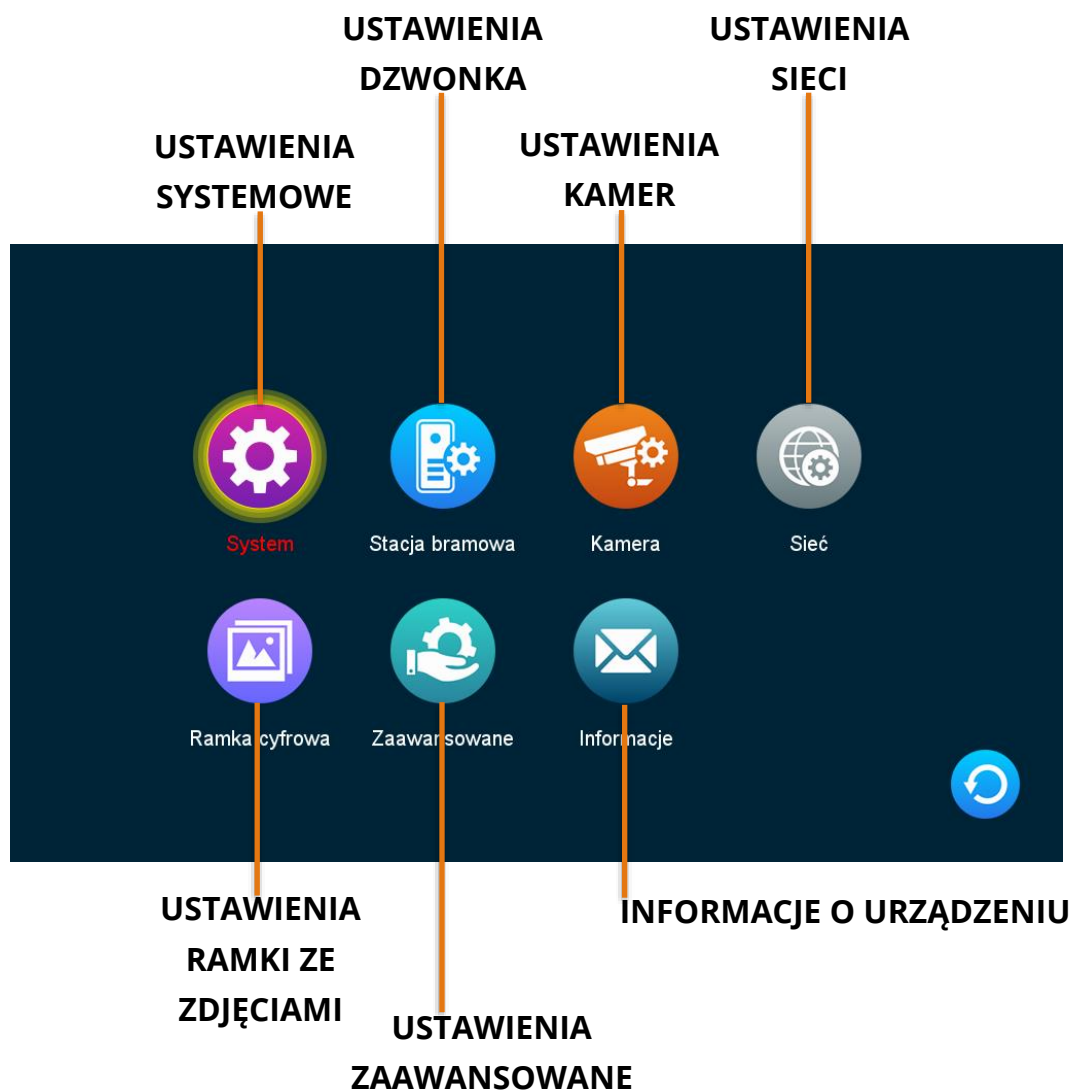 USTAWIENIA
DZWONKA
USTAWIENIA
SIECI
USTAWIENIA
SYSTEMOWE
USTAWIENIA
KAMER
System
Stacja bramowa
Kamera
Sieć
Ramka cyfrowa
Zaawansowane
Informacje
USTAWIENIA
RAMKI ZE
ZDJĘCIAMI
INFORMACJE O URZĄDZENIU
USTAWIENIA
ZAAWANSOWANE